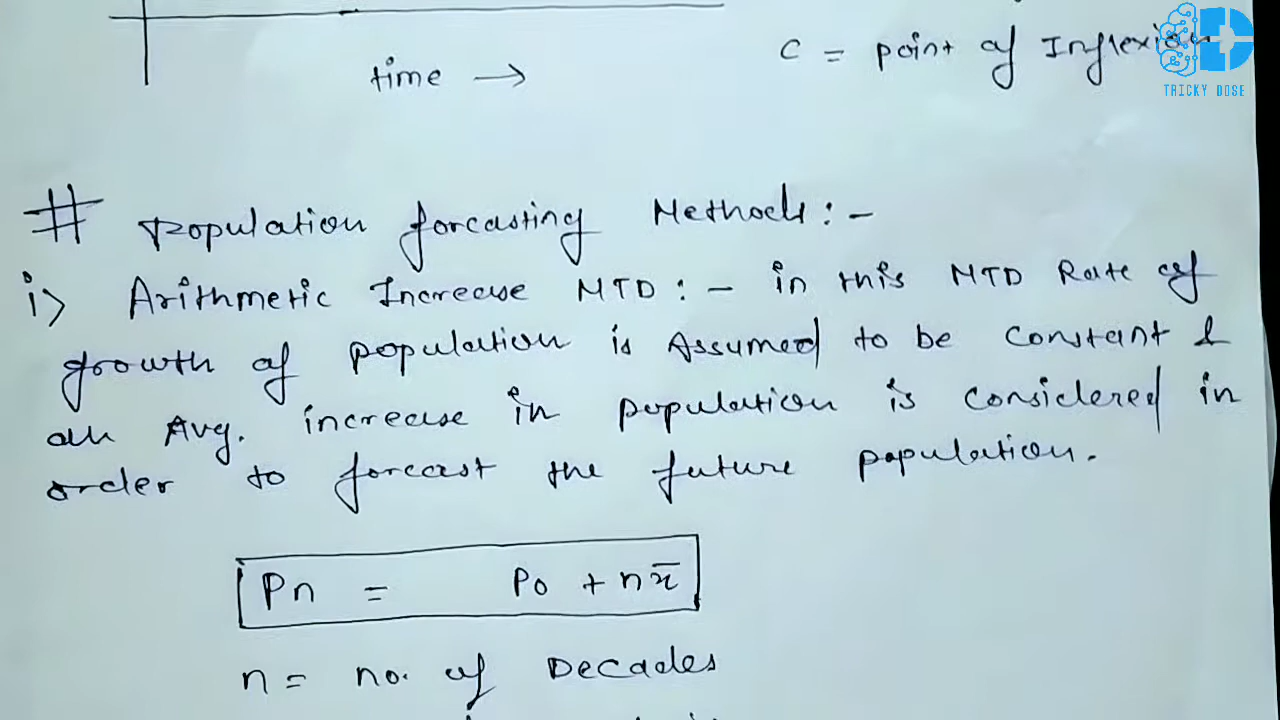 time →
C = point of Inflexion
TRICKY DOSE
# Population forcasting Methods : -
i> Arithmetic Increase MTD : - in this MTD Rate of
growth of population is Assumed to be constant &
an Avg. increase in population is considered in
order to forcast the future population.
Pn = Po + nx̄
n = no. of Decades